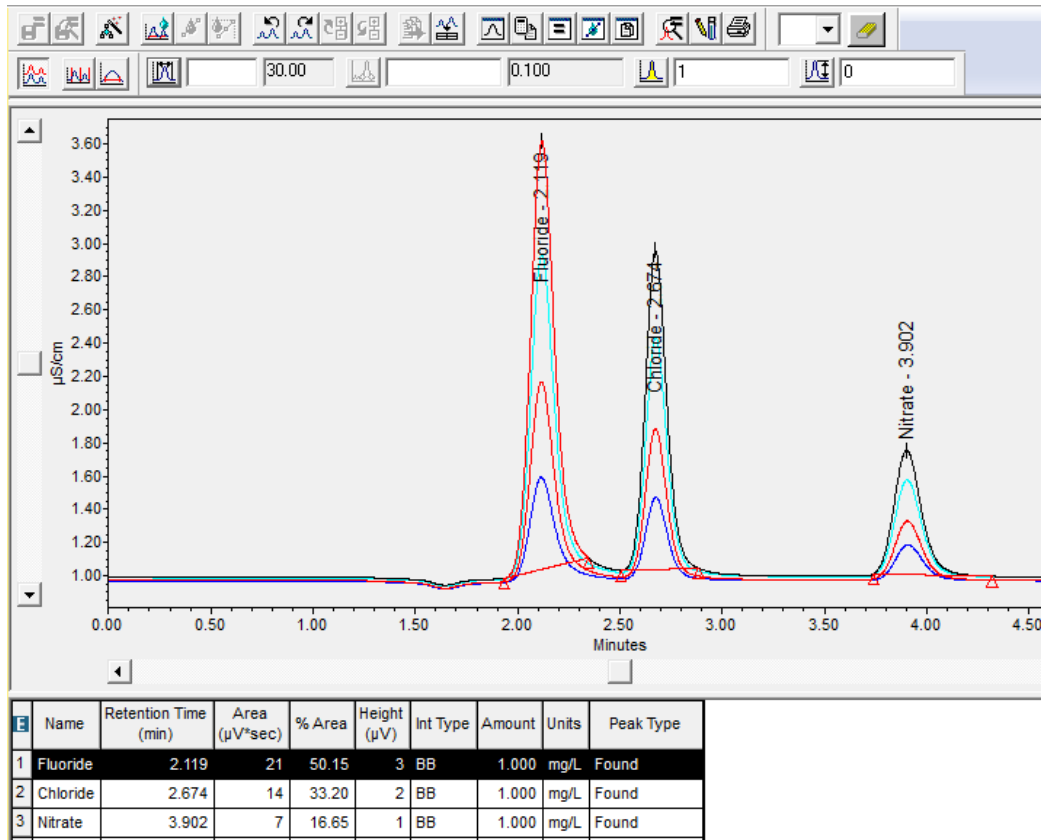 30.00
0.100
1
0
3.60
3.40
3.20
3.00
2.80
2.60
2.40
2.20
2.00
1.80
1.60
1.40
1.20
1.00
µS/cm
Fluoride - 2.119
Chloride - 2.674
Nitrate - 3.902
0.00 0.50 1.00 1.50 2.00 2.50 3.00 3.50 4.00 4.50
Minutes
E Name Retention Time (min) Area (µV*sec) % Area Height (µV) Int Type Amount Units Peak Type
1 Fluoride 2.119 21 50.15 3 BB 1.000 mg/L Found
2 Chloride 2.674 14 33.20 2 BB 1.000 mg/L Found
3 Nitrate 3.902 7 16.65 1 BB 1.000 mg/L Found